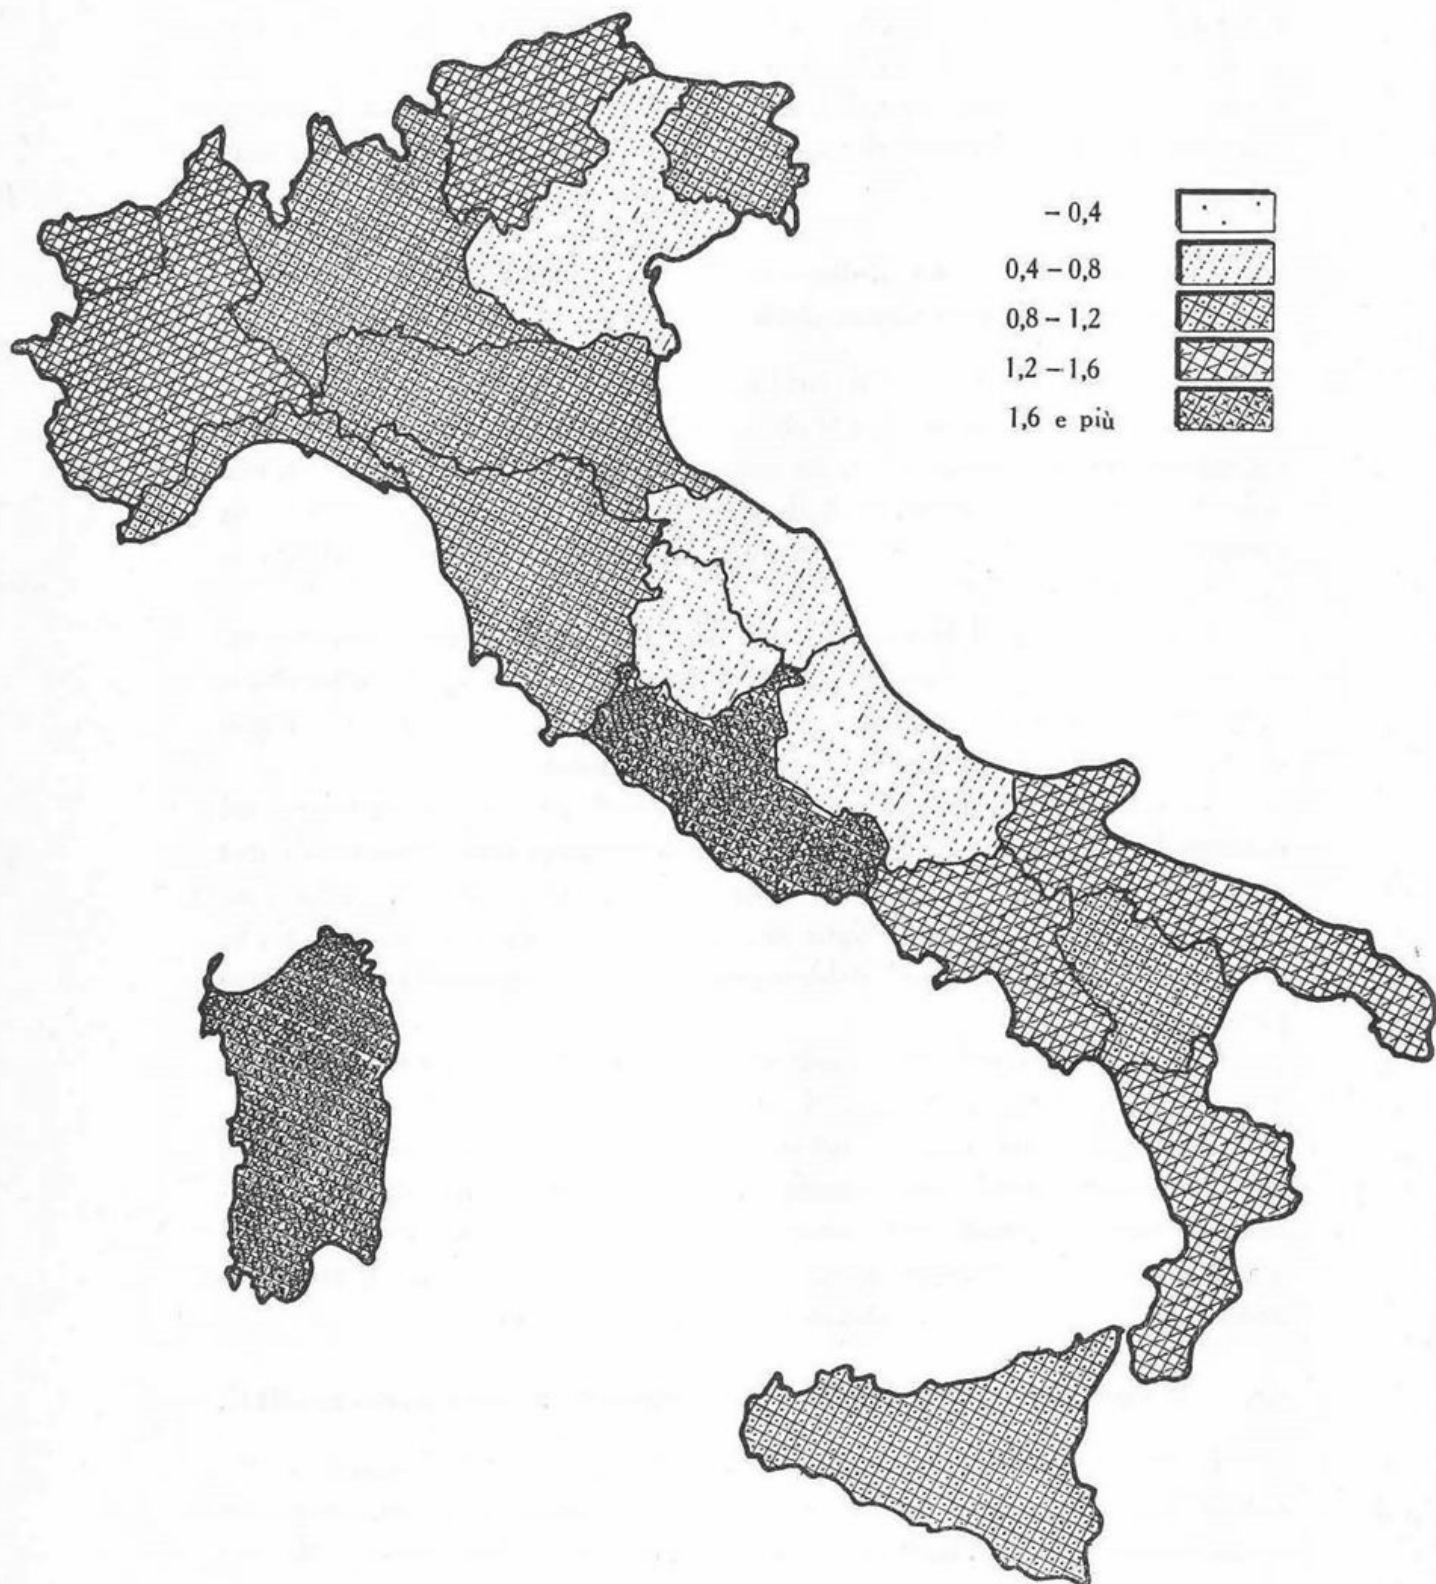 – 0,4
0,4 – 0,8
0,8 – 1,2
1,2 – 1,6
1,6 e più